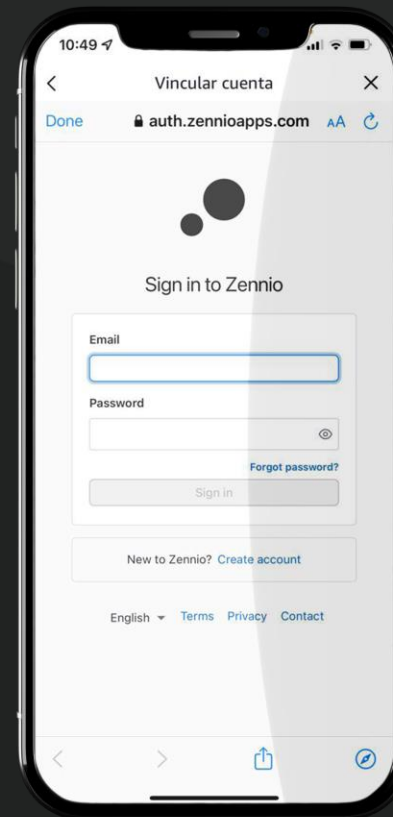 10:49
Vincular cuenta
Done auth.zennioapps.com AA
Sign in to Zennio
Email
Password
Forgot password?
Sign in
New to Zennio? Create account
English Terms Privacy Contact